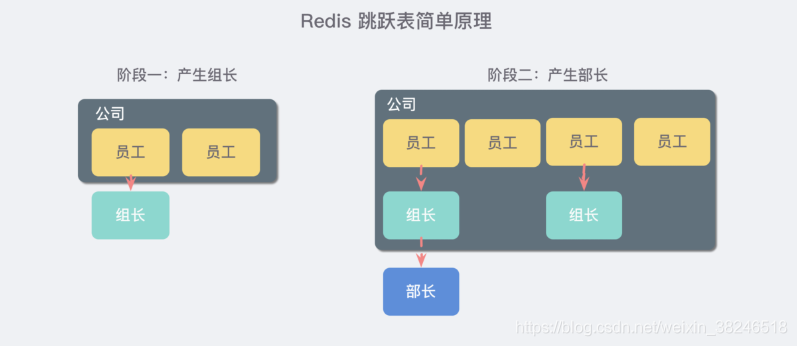 Redis 跳跃表简单原理
阶段一：产生组长
公司
员工 员工
组长
阶段二：产生部长
公司
员工 员工 员工 员工
组长 组长
部长
https://blog.csdn.net/weixin_38246518